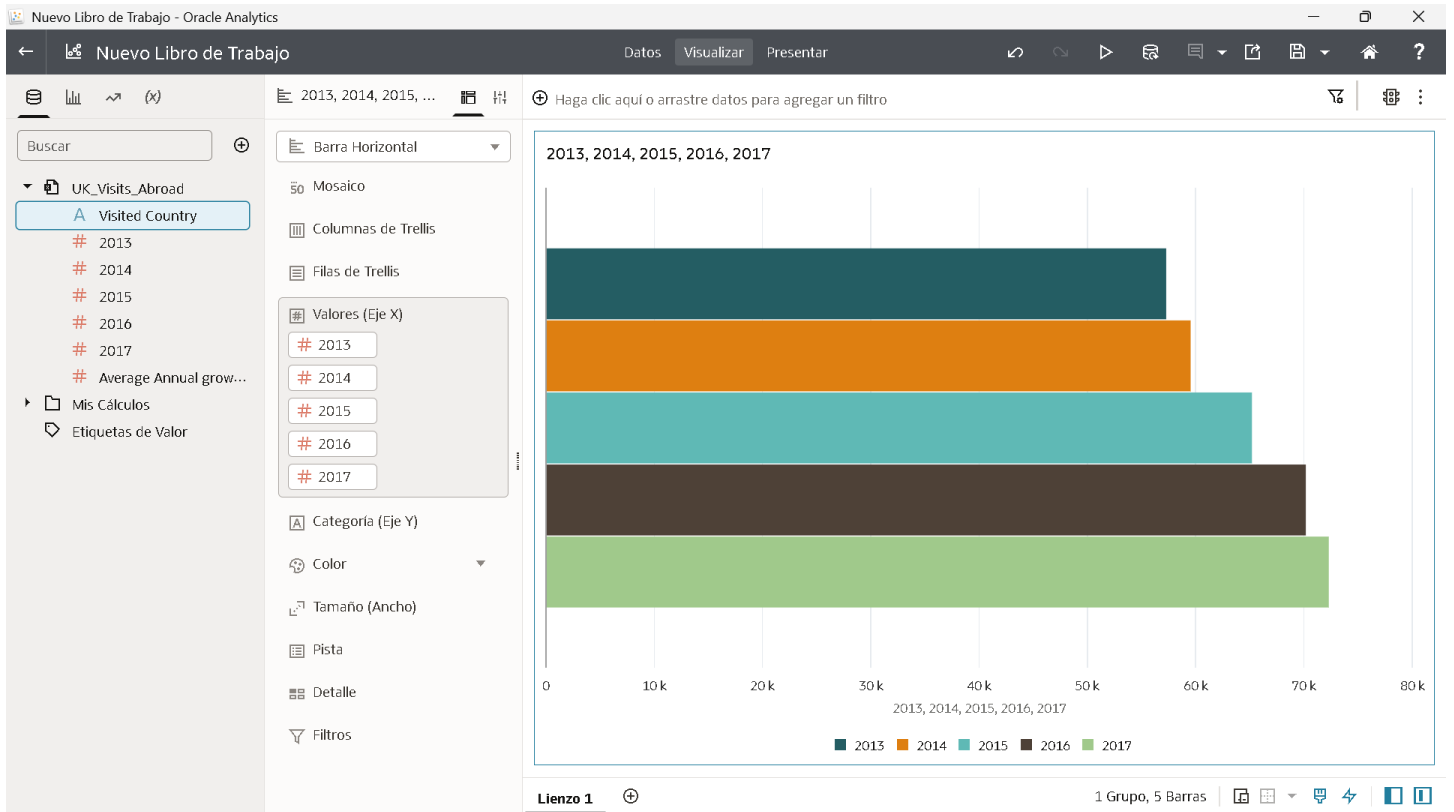 Nuevo Libro de Trabajo - Oracle Analytics
Nuevo Libro de Trabajo
Datos Visualizar Presentar
?
(x)
2013, 2014, 2015, ...
Haga clic aquí o arrastre datos para agregar un filtro
Buscar
UK_Visits_Abroad
A Visited Country
# 2013
# 2014
# 2015
# 2016
# 2017
# Average Annual grow...
Mis Cálculos
Etiquetas de Valor
Barra Horizontal
50 Mosaico
Columnas de Trellis
Filas de Trellis
# Valores (Eje X)
# 2013
# 2014
# 2015
# 2016
# 2017
A Categoría (Eje Y)
Color
Tamaño (Ancho)
Pista
Detalle
Filtros
2013, 2014, 2015, 2016, 2017
0 10 k 20 k 30 k 40 k 50 k 60 k 70 k 80 k
2013, 2014, 2015, 2016, 2017
2013 2014 2015 2016 2017
Lienzo 1
1 Grupo, 5 Barras